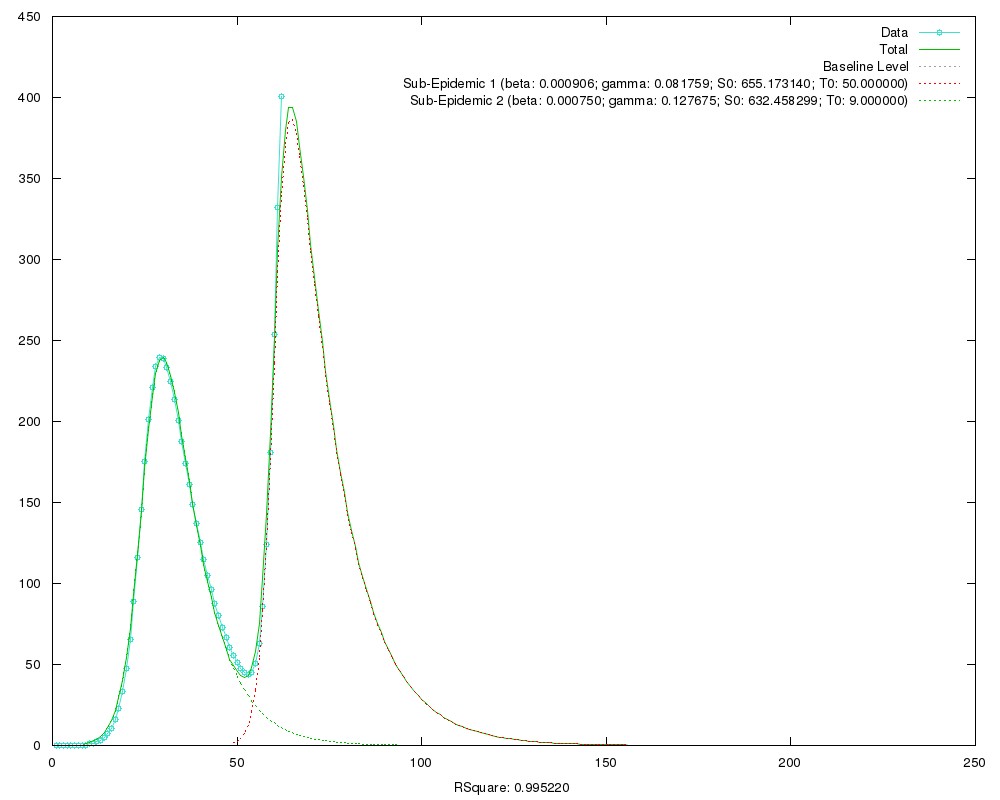 450
400
350
300
250
200
150
100
50
0
Data
Total
Baseline Level
Sub-Epidemic 1 (beta: 0.000906; gamma: 0.081759; S0: 655.173140; T0: 50.000000)
Sub-Epidemic 2 (beta: 0.000750; gamma: 0.127675; S0: 632.458299; T0: 9.000000)
0 50 100 150 200 250
RSquare: 0.995220